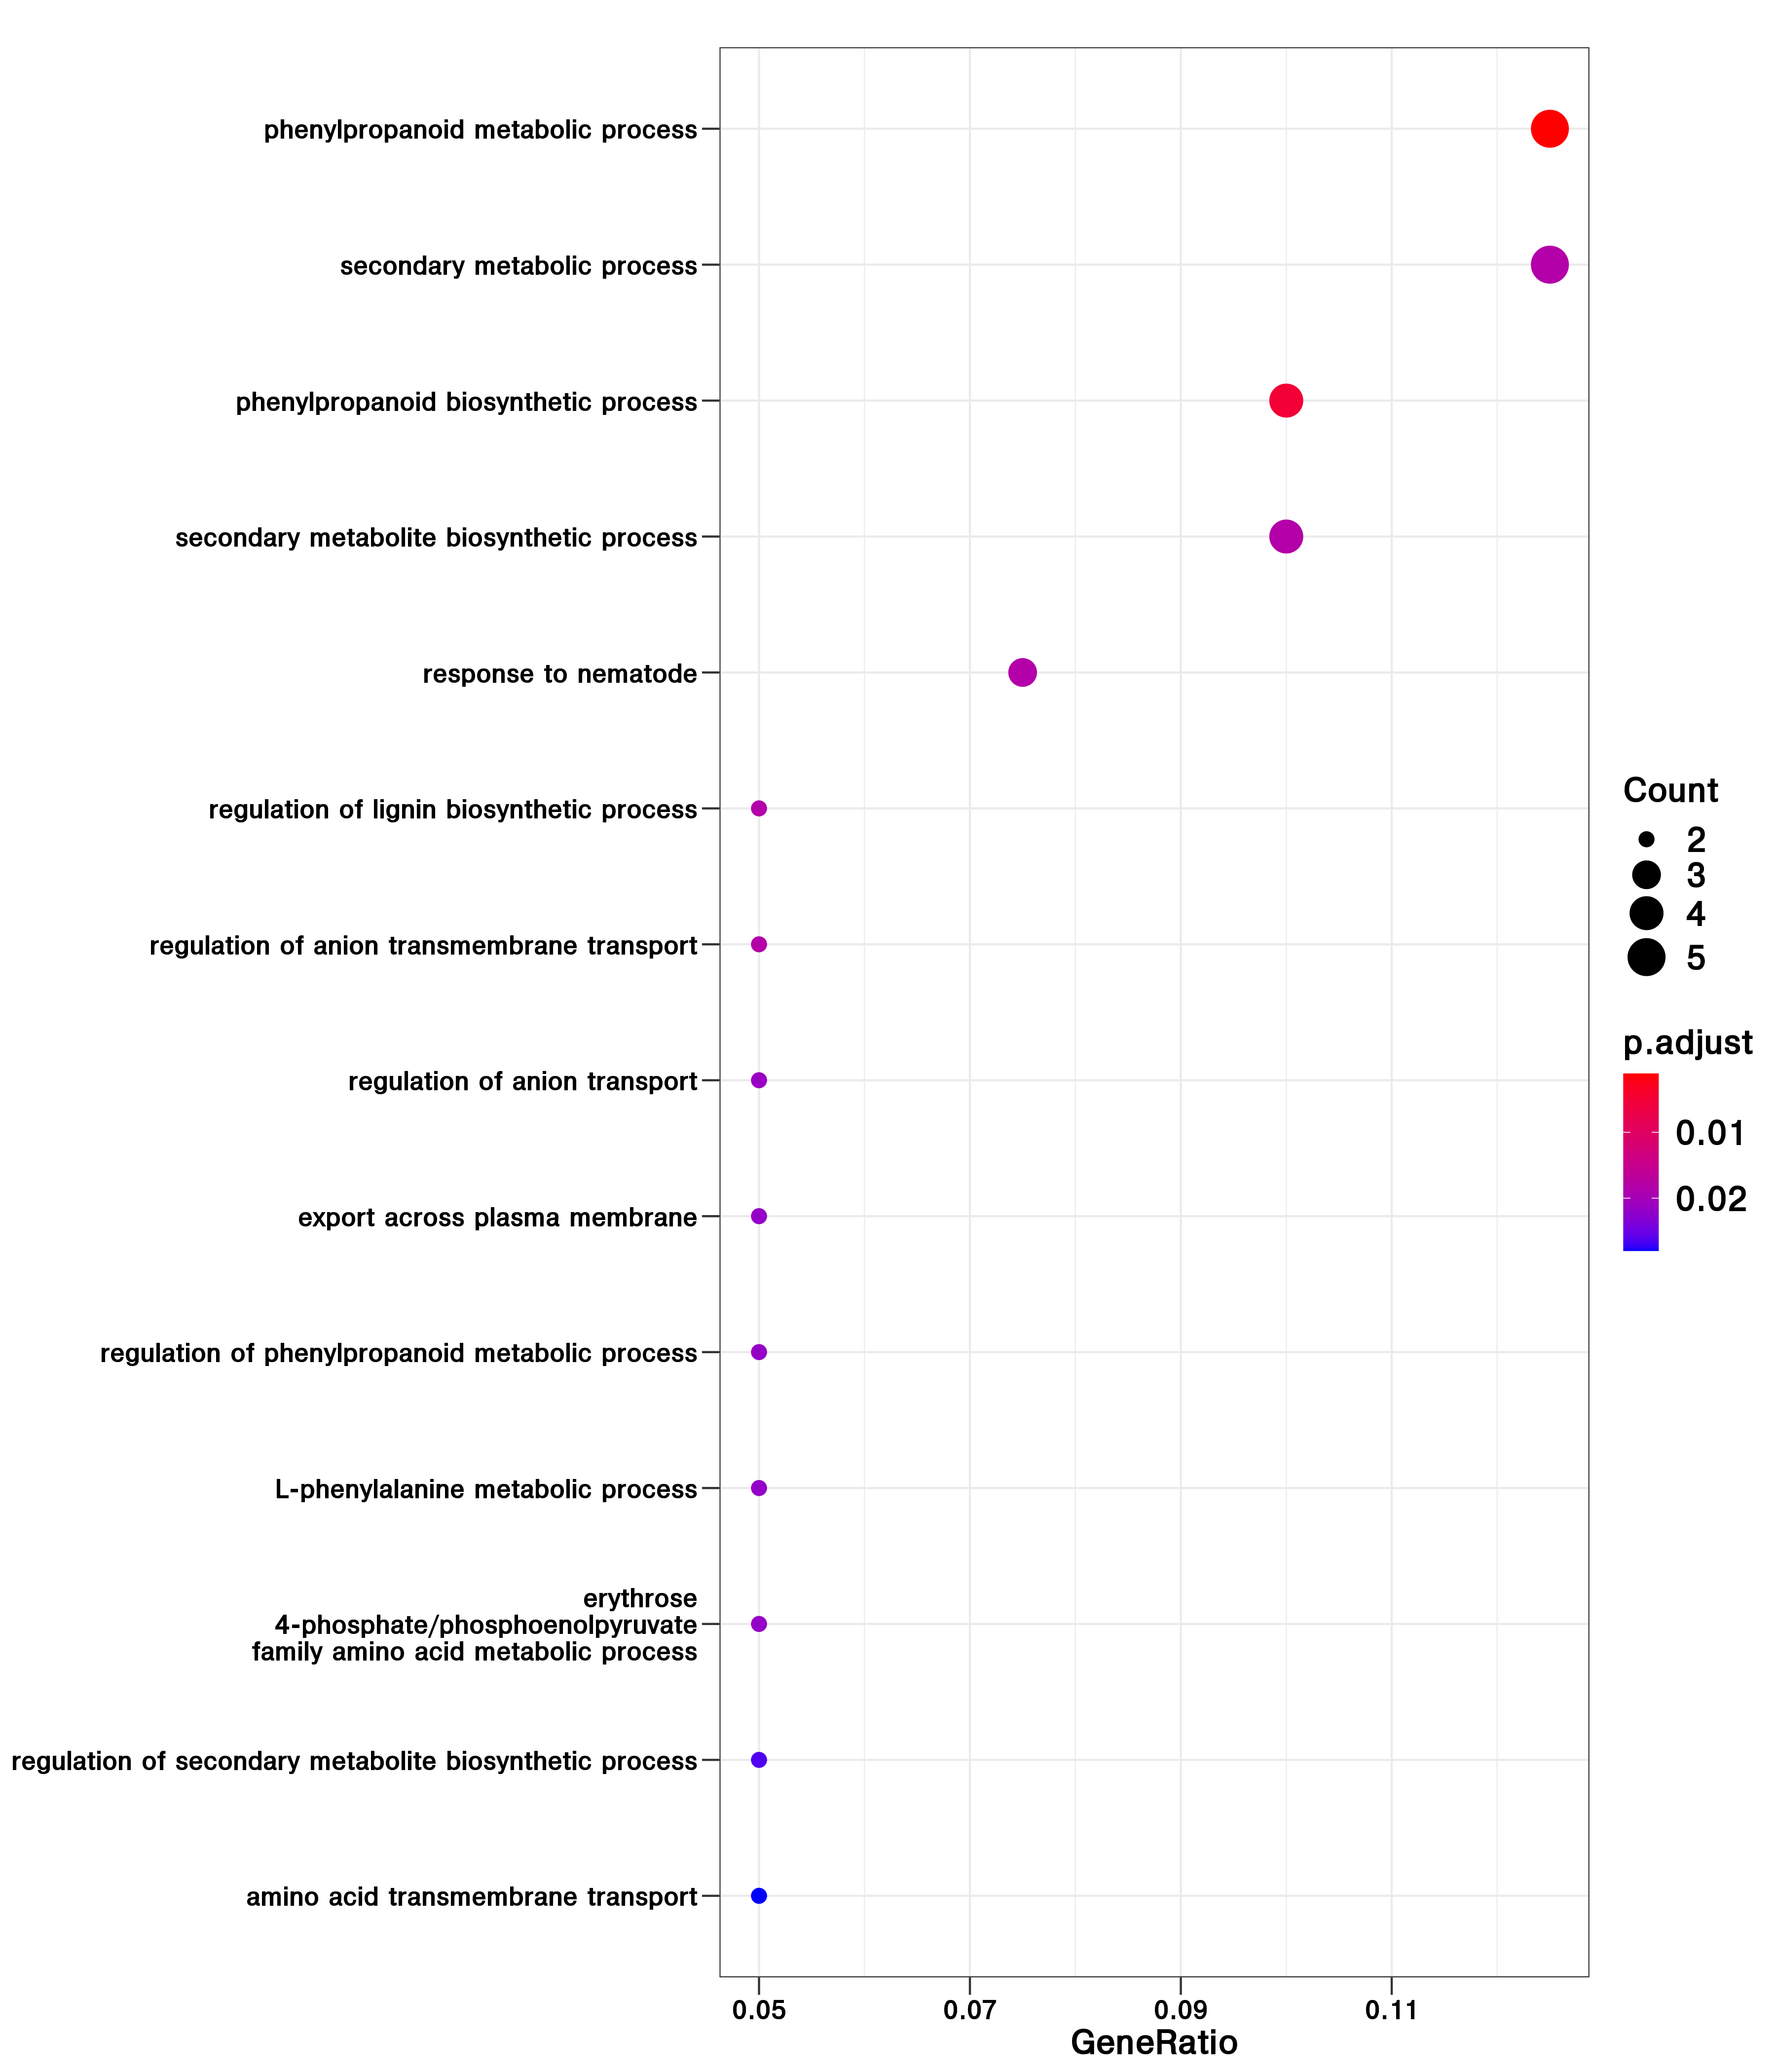 phenylpropanoid metabolic process
secondary metabolic process
phenylpropanoid biosynthetic process
secondary metabolite biosynthetic process
response to nematode
regulation of lignin biosynthetic process
regulation of anion transmembrane transport
regulation of anion transport
export across plasma membrane
regulation of phenylpropanoid metabolic process
L-phenylalanine metabolic process
erythrose
4-phosphate/phosphoenolpyruvate
family amino acid metabolic process
regulation of secondary metabolite biosynthetic process
amino acid transmembrane transport
0.05 0.07 0.09 0.11
GeneRatio
Count
2
3
4
5
p.adjust
0.01
0.02